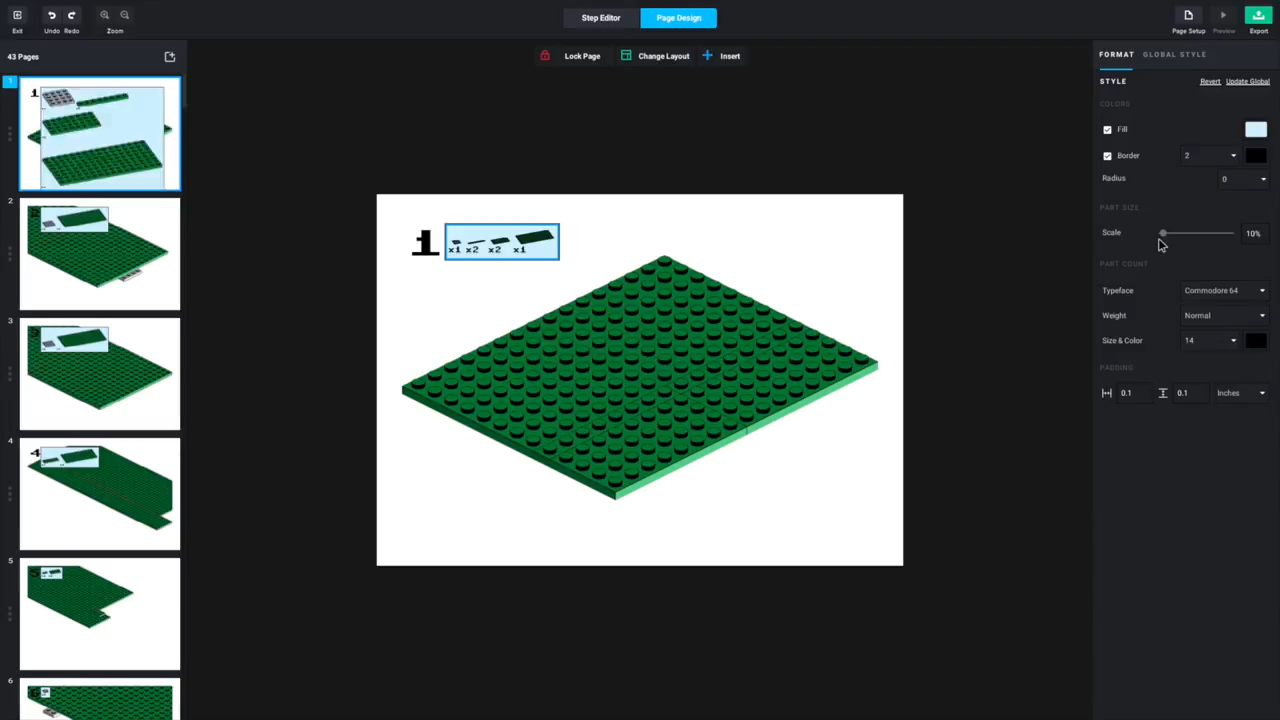 Step Editor
Page Design
Exit
Undo
Redo
Zoom
Page Setup
Preview
Export
43 Pages
Lock Page
Change Layout
Insert
FORMAT
GLOBAL STYLE
STYLE
Revert
Update Global
COLORS
Fill
Border
2
Radius
0
PART SIZE
Scale
10%
PART COUNT
Typeface
Commodore 64
Weight
Normal
Size & Color
14
PADDING
0.1
0.1
Inches
1
1
2
3
4
4
5
6
1
x1 x2 x2 x1